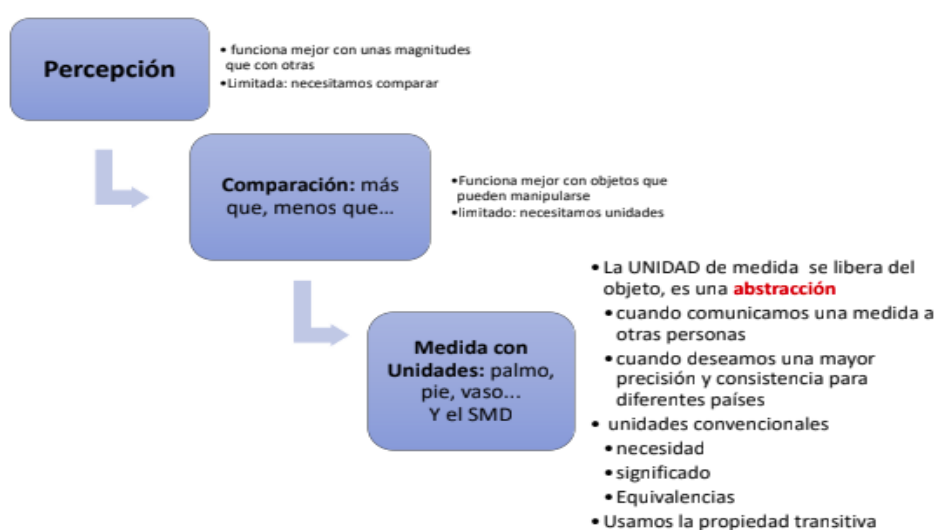 Percepción
• funciona mejor con unas magnitudes
que con otras
•Limitada: necesitamos comparar
Comparación: más
que, menos que...
•Funciona mejor con objetos que
pueden manipularse
•limitado: necesitamos unidades
Medida con
Unidades: palmo,
pie, vaso...
Y el SMD
• La UNIDAD de medida se libera del
objeto, es una abstracción
• cuando comunicamos una medida a
otras personas
• cuando deseamos una mayor
precisión y consistencia para
diferentes países
• unidades convencionales
• necesidad
• significado
• Equivalencias
• Usamos la propiedad transitiva